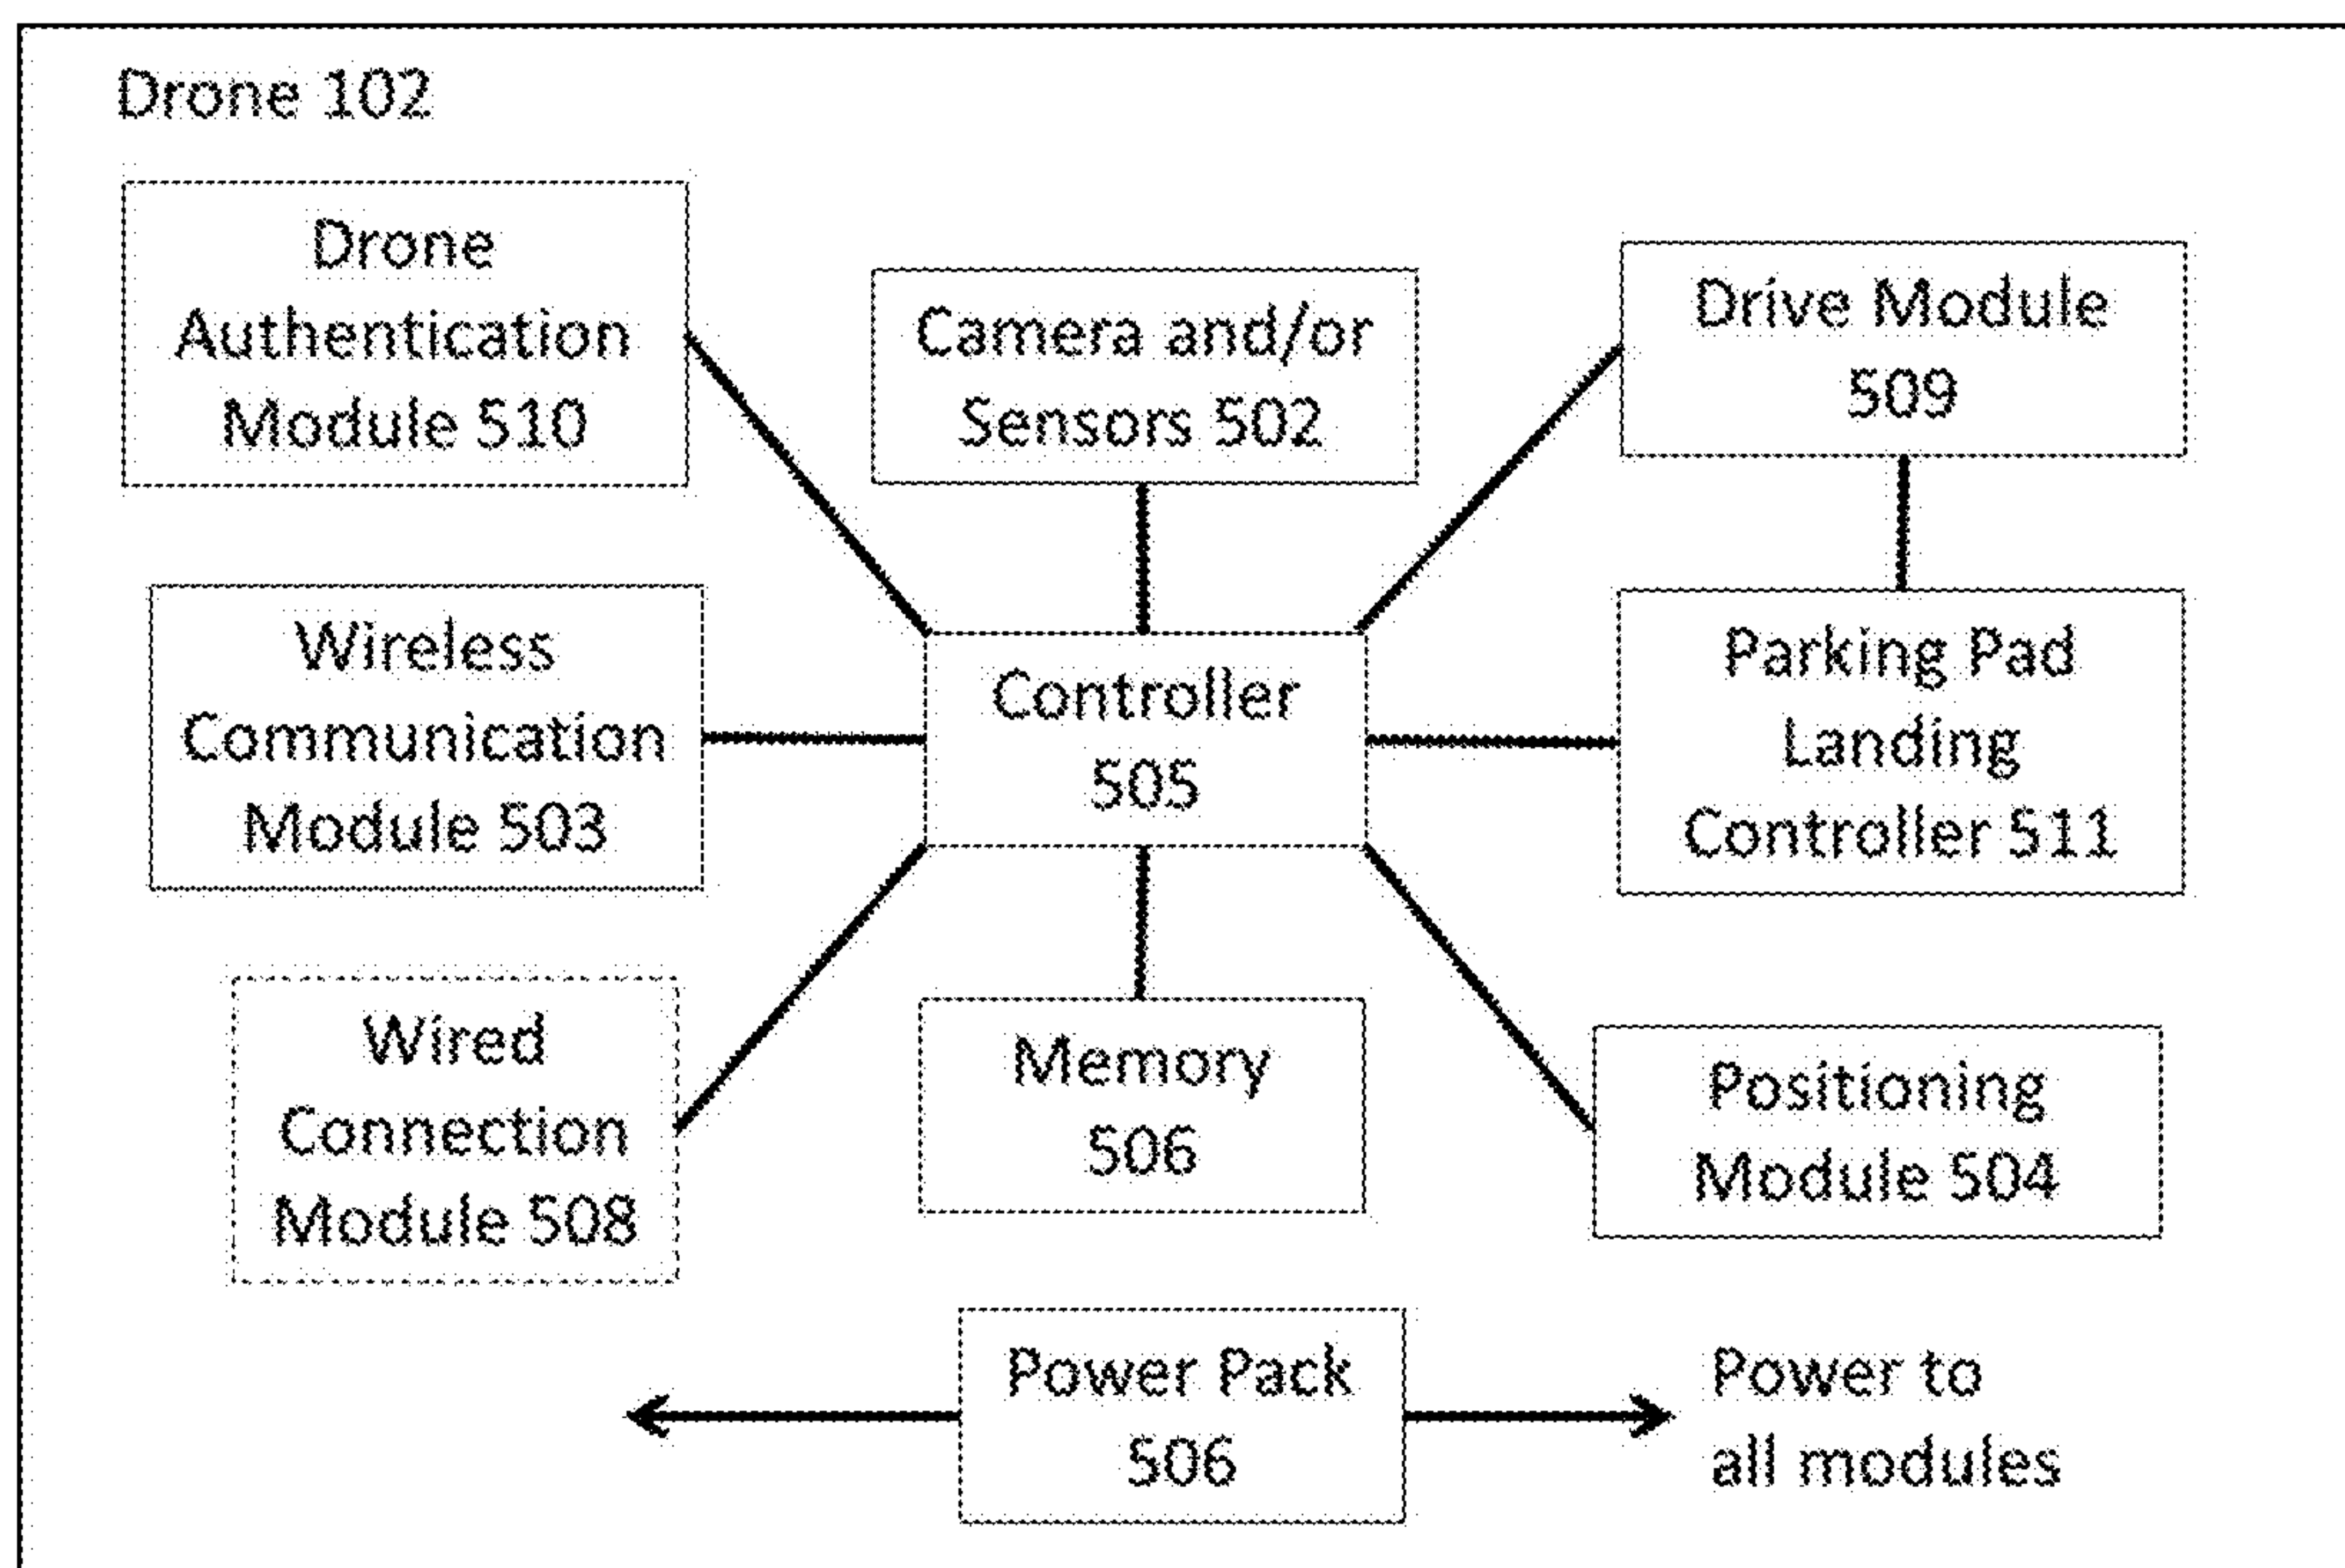 Drone 102
Drone
Authentication
Module 510
Camera and/or
Sensors 502
Drive Module
509
Wireless
Communication
Module 503
Controller
505
Parking Pad
Landing
Controller 511
Wired
Connection
Module 508
Memory
506
Positioning
Module 504
Power Pack
506
Power to
all modules